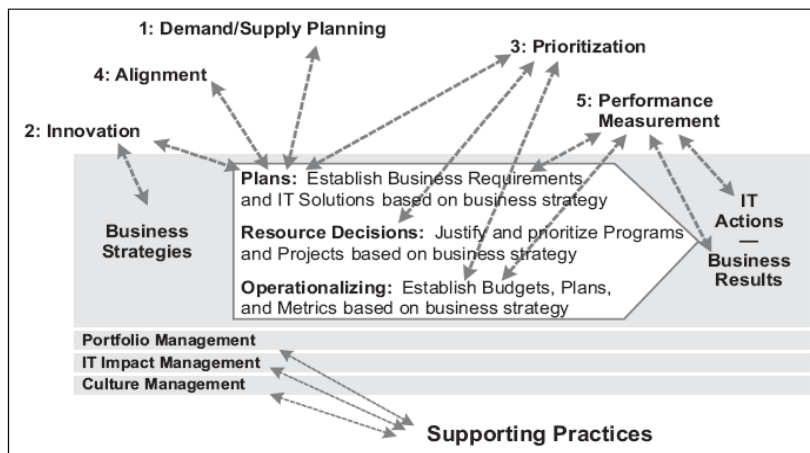 1: Demand/Supply Planning
3: Prioritization
4: Alignment
5: Performance
Measurement
2: Innovation
Plans: Establish Business Requirements
and IT Solutions based on business strategy
Business
Strategies
Resource Decisions: Justify and prioritize Programs
and Projects based on business strategy
Operationalizing: Establish Budgets, Plans,
and Metrics based on business strategy
IT
Actions
—
Business
Results
Portfolio Management
IT Impact Management
Culture Management
Supporting Practices